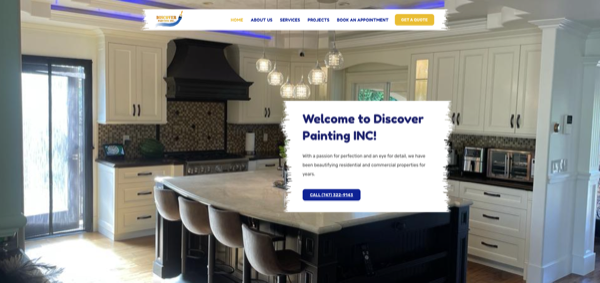 HOME ABOUT US SERVICES PROJECTS BOOK AN APPOINTMENT GET A QUOTE
Welcome to Discover
Painting INC!
With a passion for perfection and an eye for detail, we have
been beautifying residential and commercial properties for
years.
CALL (747) 322-9143